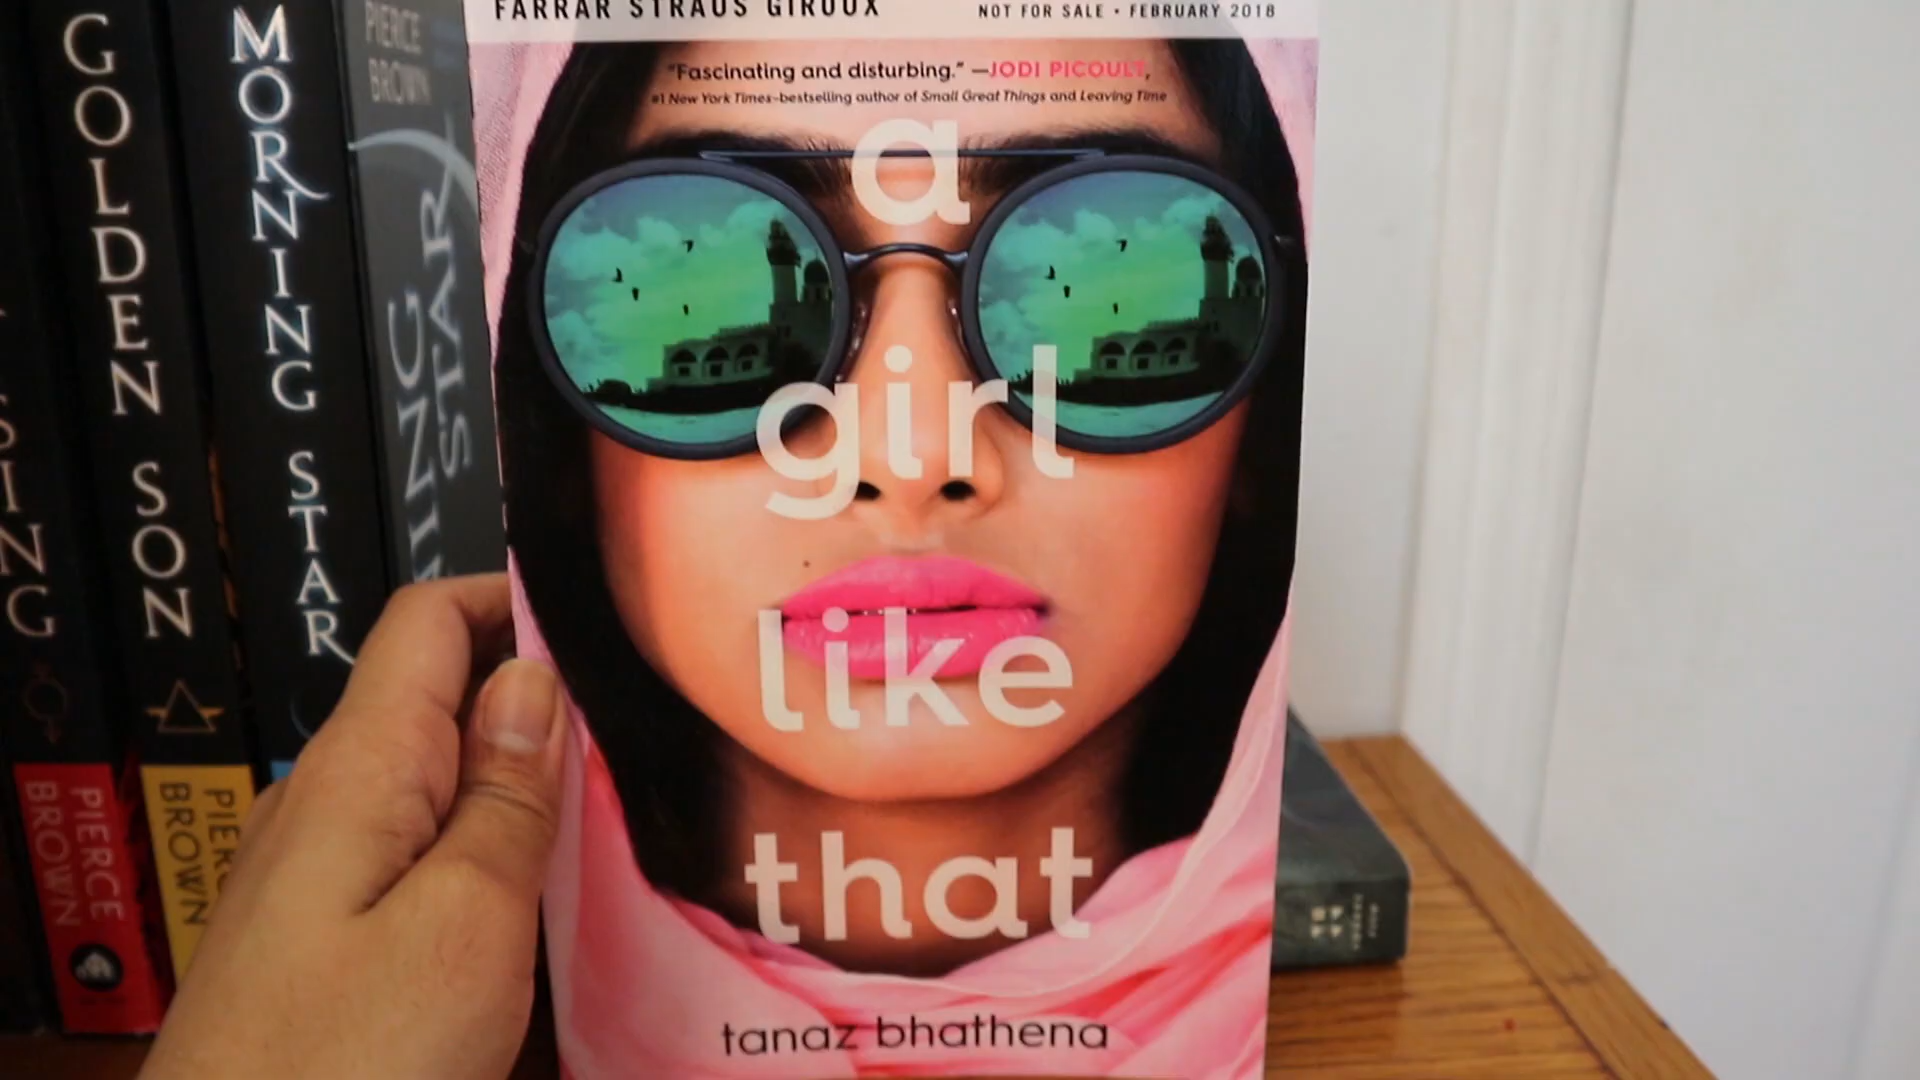 GOLDEN SON
PIERCE
BROWN
MORNING STAR
PIERCE
BROWN
PIERCE
BROWN
STAR
FARRAR STRAUS GIROUX
NOT FOR SALE • FEBRUARY 2018
"Fascinating and disturbing." —JODI PICOULT,
#1 New York Times–bestselling author of Small Great Things and Leaving Time
a
girl
like
that
tanaz bhathena